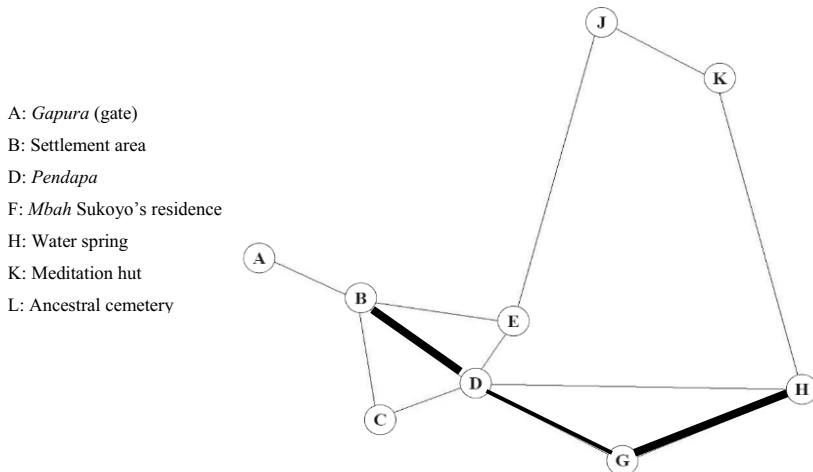 A: Gapura (gate)
B: Settlement area
D: Pendapa
F: Mbah Sukoyo’s residence
H: Water spring
K: Meditation hut
L: Ancestral cemetery
J
K
A
B
E
D
H
C
G